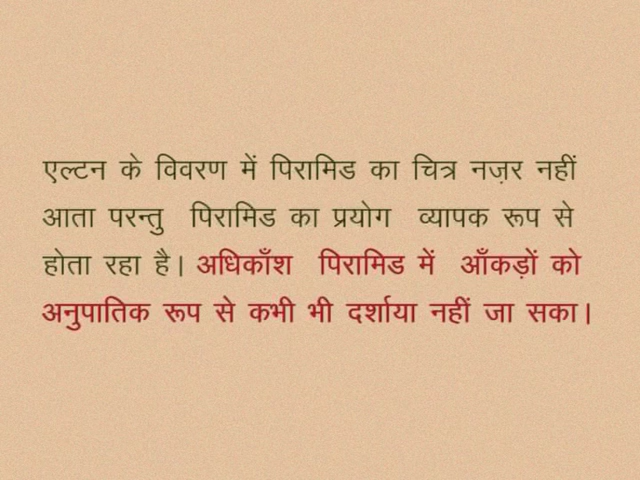 एल्टन के विवरण में पिरामिड का चित्र नज़र नहीं
आता परन्तु पिरामिड का प्रयोग व्यापक रूप से
होता रहा है। अधिकाँश पिरामिड में आँकड़ों को
अनुपातिक रूप से कभी भी दर्शाया नहीं जा सका।